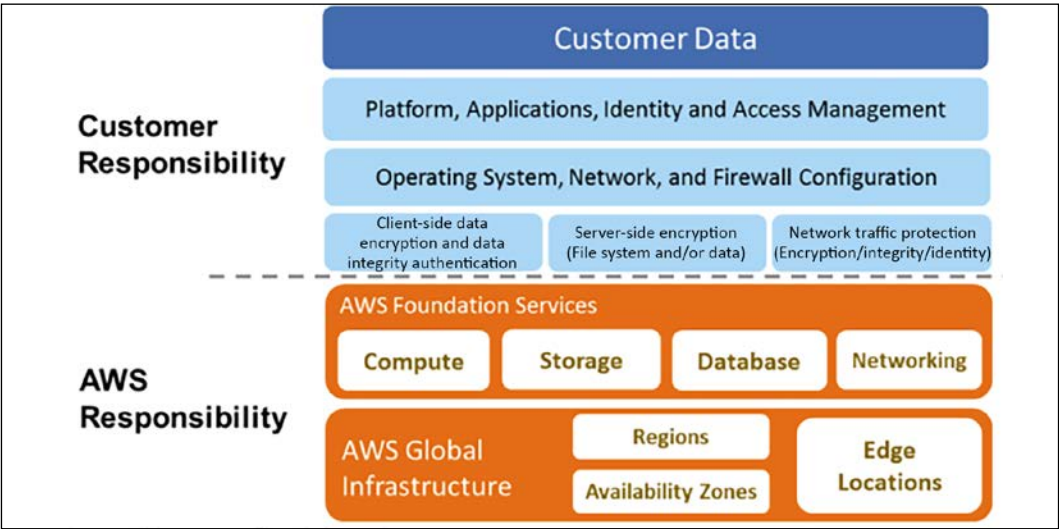 Customer Data
Customer
Responsibility
Platform, Applications, Identity and Access Management
Operating System, Network, and Firewall Configuration
Client-side data
encryption and data
integrity authentication
Server-side encryption
(File system and/or data)
Network traffic protection
(Encryption/integrity/identity)
AWS
Responsibility
AWS Foundation Services
Compute
Storage
Database
Networking
AWS Global
Infrastructure
Regions
Availability Zones
Edge
Locations